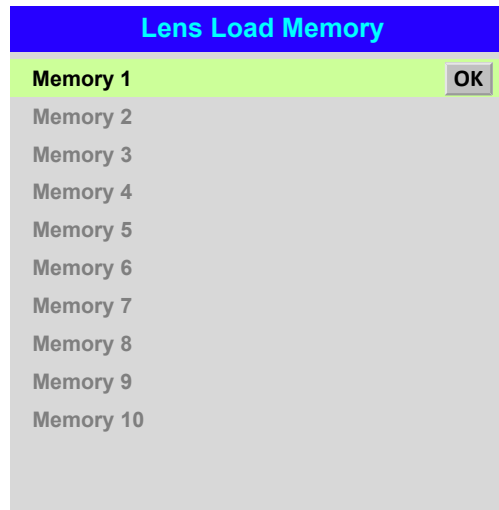 Lens Load Memory
Memory 1 OK
Memory 2
Memory 3
Memory 4
Memory 5
Memory 6
Memory 7
Memory 8
Memory 9
Memory 10